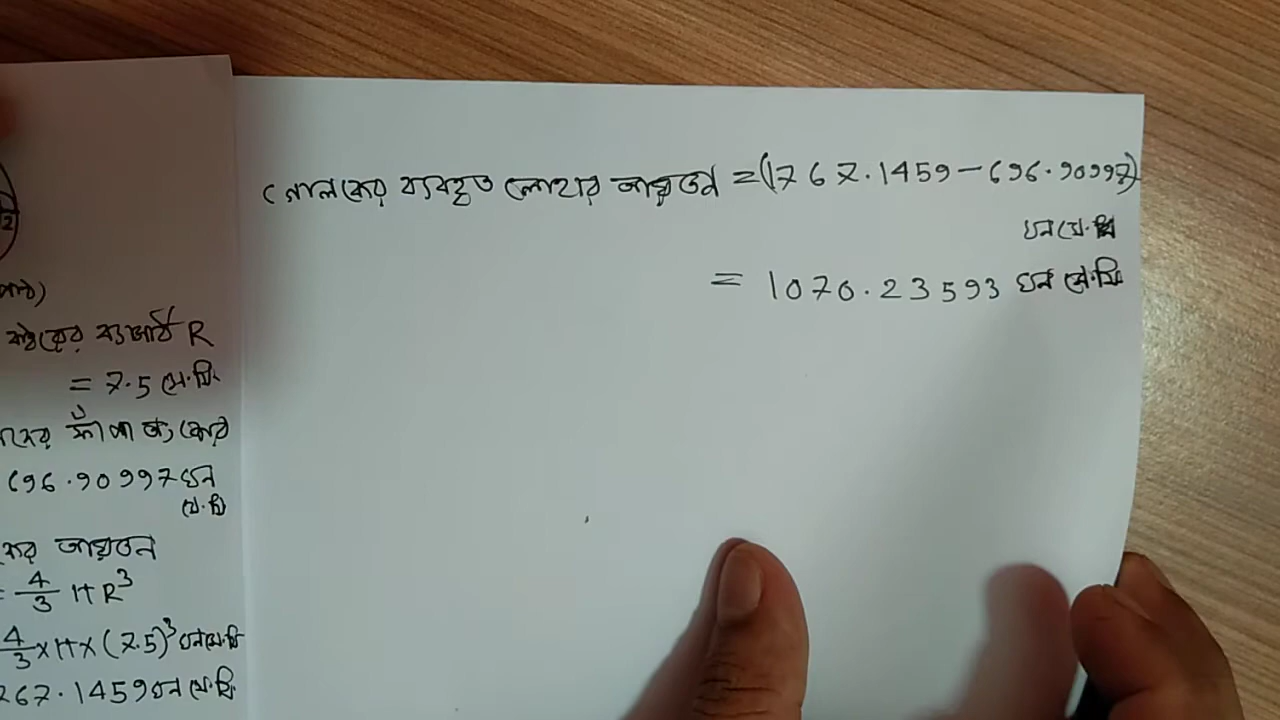 গোলকের ব্যবহৃত লোহার আয়তন = (1767.1459 - 696.90997)
ঘন সে.মি
= 1070.23593 ঘন সে.মি
2
ব্যাসার্ধ R
= 7.5 সে.মি.
ফাঁপা অংশের
696.90997 ঘন
সে.মি
আয়তন
= 4/3 πR³
4/3 × π × (7.5)³ ঘন সে.মি
767.1459 ঘন সে.মি.